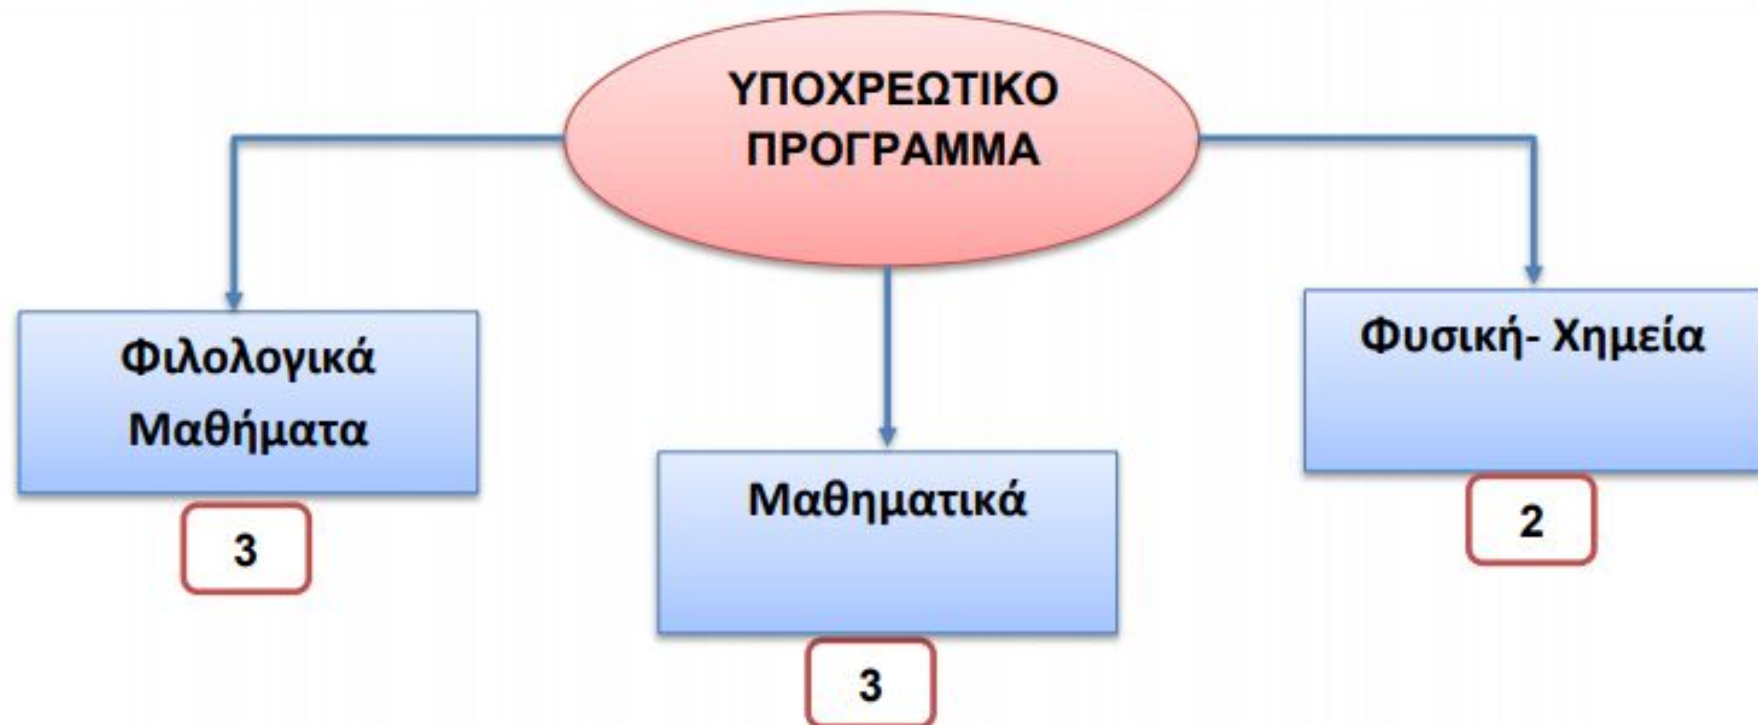 ΥΠΟΧΡΕΩΤΙΚΟ
ΠΡΟΓΡΑΜΜΑ
Φιλολογικά
Μαθήματα
3
Μαθηματικά
3
Φυσική- Χημεία
2